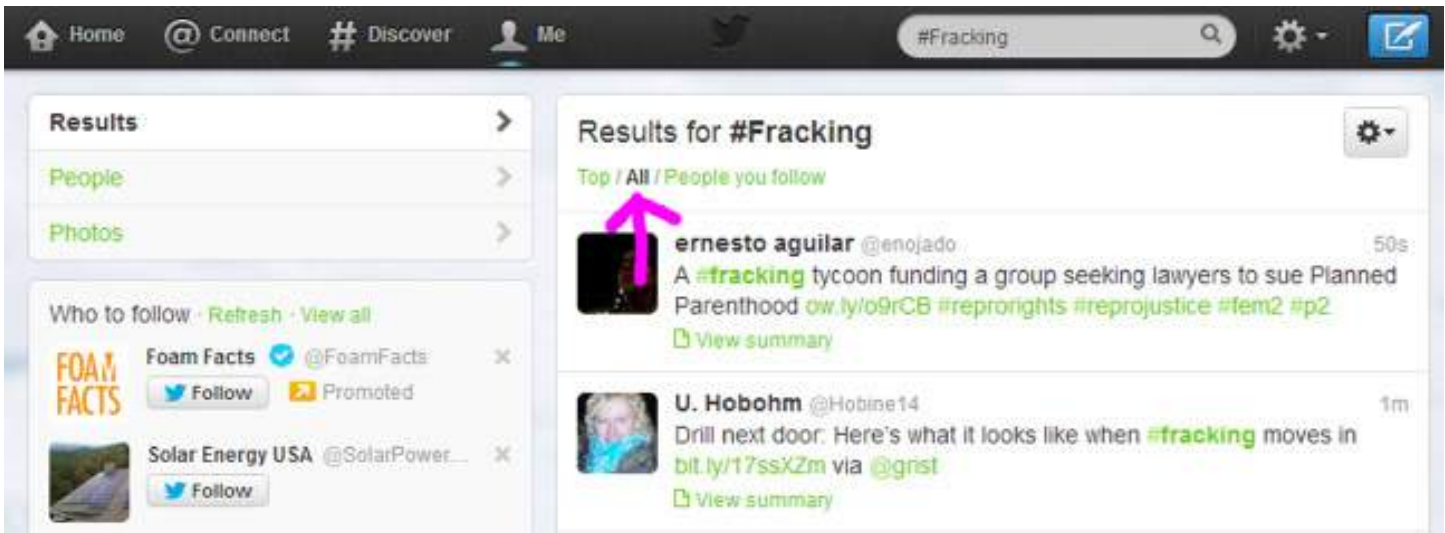 Home @ Connect # Discover Me #Fracking
Results
People
Photos
Who to follow · Refresh · View all
FOAM FACTS
Foam Facts @FoamFacts
Follow Promoted
Solar Energy USA @SolarPower...
Follow
Results for #Fracking
Top / All / People you follow
ernesto aguilar @enojado 50s
A #fracking tycoon funding a group seeking lawyers to sue Planned
Parenthood ow.ly/o9rCB #reprorights #reprojustice #fem2 #p2
View summary
U. Hobohm @Hobine14 1m
Drill next door: Here's what it looks like when #fracking moves in
bit.ly/17ssXZm via @grist
View summary